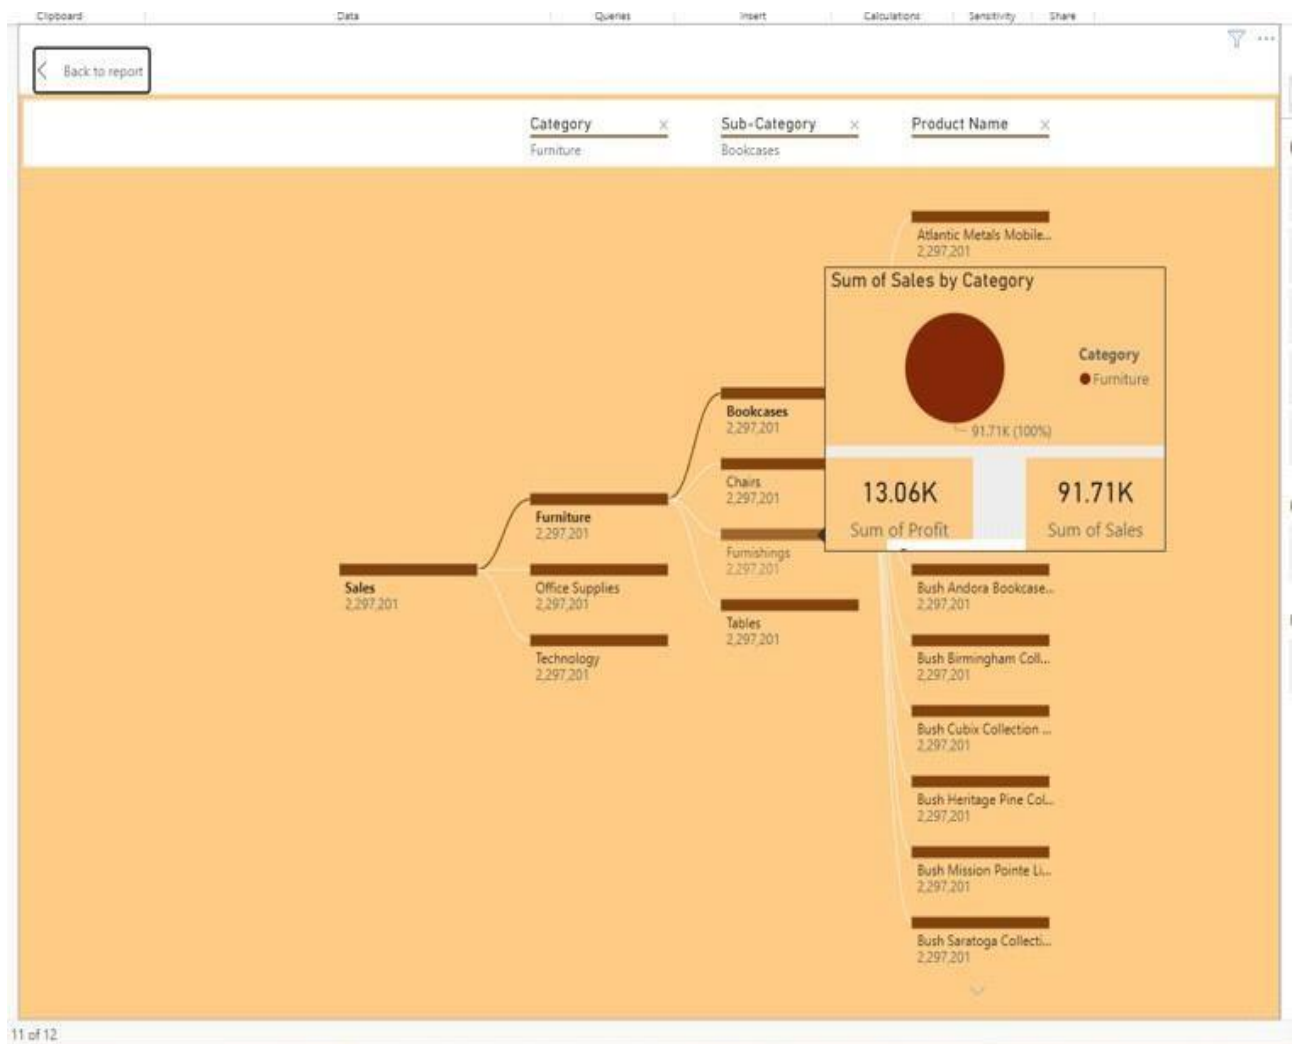 Clipboard Data Queries Insert Calculations Sensitivity Share
Back to report
Category × Sub-Category × Product Name ×
Furniture Bookcases
Atlantic Metals Mobile...
2,297,201
Sum of Sales by Category
Category
Furniture
91.71K (100%)
13.06K 91.71K
Sum of Profit Sum of Sales
Bookcases
2,297,201
Chairs
2,297,201
Furnishings
2,297,201
Tables
2,297,201
Furniture
2,297,201
Office Supplies
2,297,201
Technology
2,297,201
Sales
2,297,201
Bush Andora Bookcase...
2,297,201
Bush Birmingham Coll...
2,297,201
Bush Cubix Collection ...
2,297,201
Bush Heritage Pine Col...
2,297,201
Bush Mission Pointe Li...
2,297,201
Bush Saratoga Collecti...
2,297,201
11 of 12